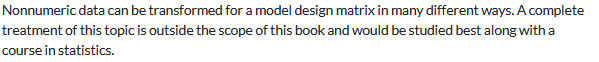 Nonnumeric data can be transformed for a model design matrix in many different ways. A complete
treatment of this topic is outside the scope of this book and would be studied best along with a
course in statistics.